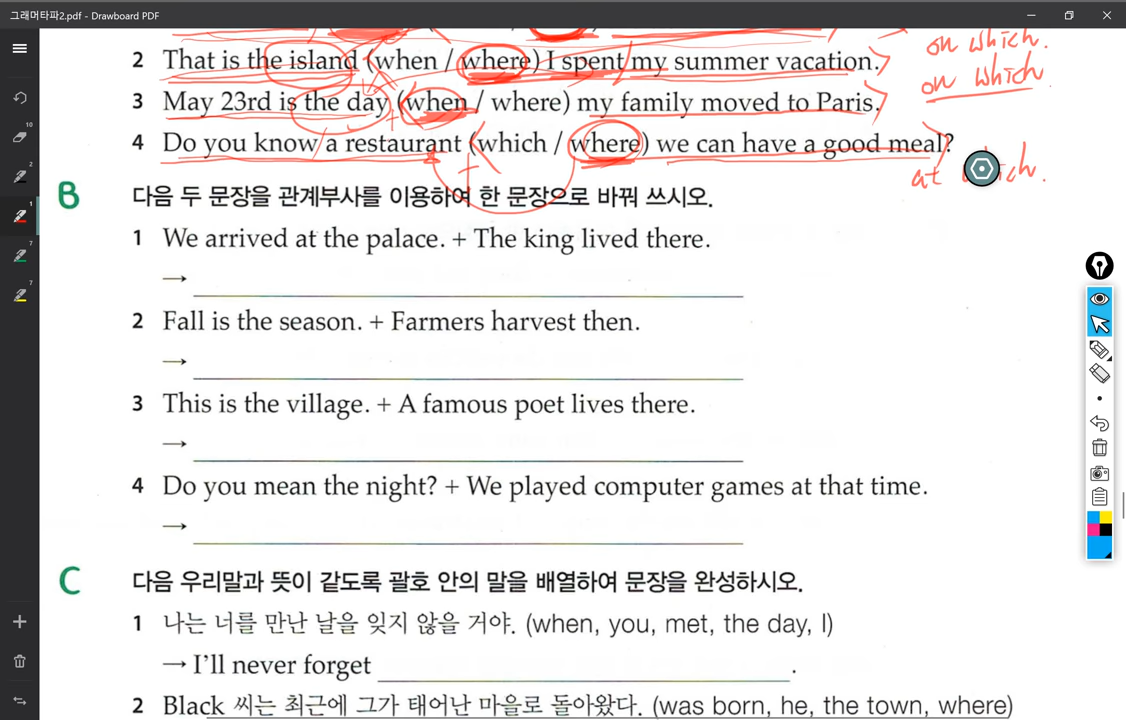 그래머타파2.pdf - Drawboard PDF
on which.
2 That is the island (when / where) I spent my summer vacation.
on which
3 May 23rd is the day (when / where) my family moved to Paris.
4 Do you know a restaurant (which / where) we can have a good meal?
at which.
B 다음 두 문장을 관계부사를 이용하여 한 문장으로 바꿔 쓰시오.
1 We arrived at the palace. + The king lived there.
→
2 Fall is the season. + Farmers harvest then.
→
3 This is the village. + A famous poet lives there.
→
4 Do you mean the night? + We played computer games at that time.
→
C 다음 우리말과 뜻이 같도록 괄호 안의 말을 배열하여 문장을 완성하시오.
1 나는 너를 만난 날을 잊지 않을 거야. (when, you, met, the day, I)
→ I'll never forget .
2 Black 씨는 최근에 그가 태어난 마을로 돌아왔다. (was born, he, the town, where)
10
2
1
7
7